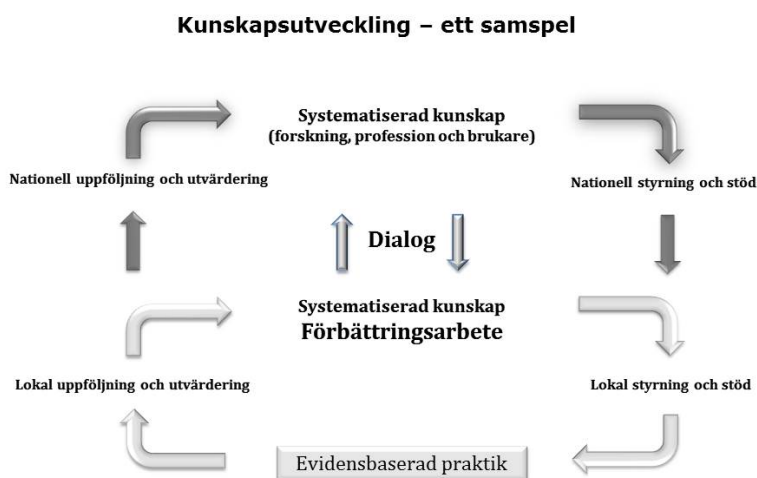 Kunskapsutveckling – ett samspel
Systematiserad kunskap
(forskning, profession och brukare)
Nationell uppföljning och utvärdering
Nationell styrning och stöd
Dialog
Systematiserad kunskap
Förbättringsarbete
Lokal uppföljning och utvärdering
Lokal styrning och stöd
Evidensbaserad praktik